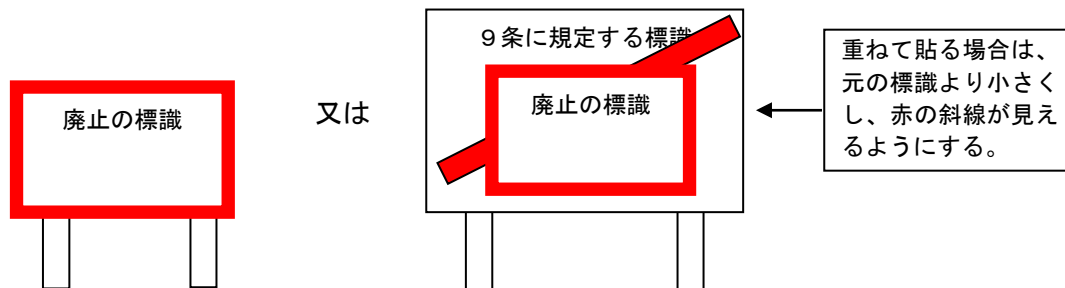 廃止の標識
又は
９条に規定する標識
廃止の標識
重ねて貼る場合は、
元の標識より小さく
し、赤の斜線が見え
るようにする。